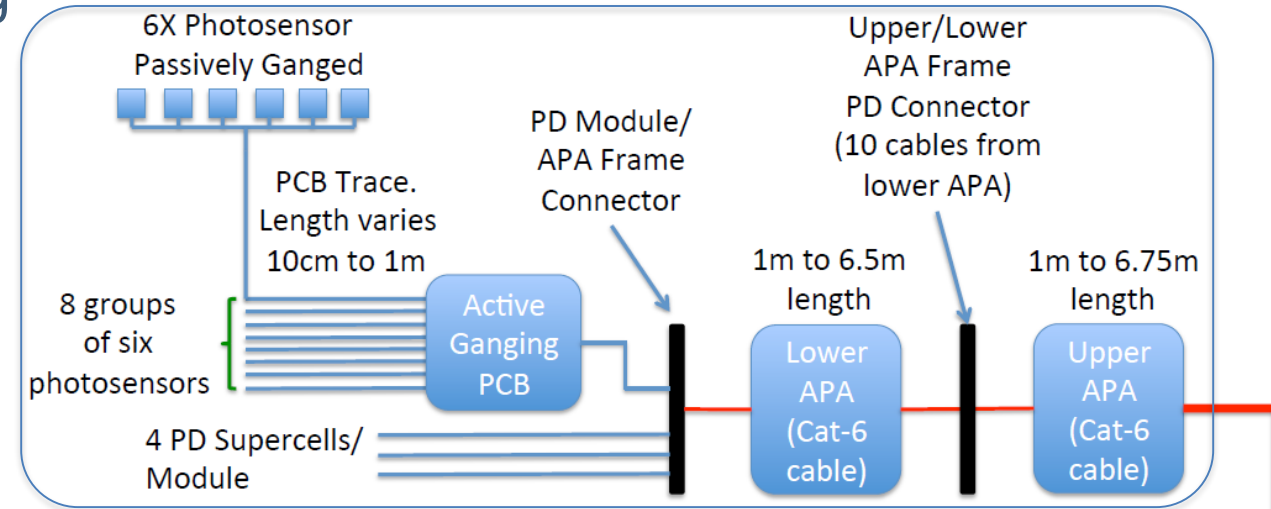 6X Photosensor
Passively Ganged
PCB Trace.
Length varies
10cm to 1m
8 groups
of six
photosensors
Active
Ganging
PCB
4 PD Supercells/
Module
PD Module/
APA Frame
Connector
Upper/Lower
APA Frame
PD Connector
(10 cables from
lower APA)
1m to 6.5m
length
Lower
APA
(Cat-6
cable)
1m to 6.75m
length
Upper
APA
(Cat-6
cable)